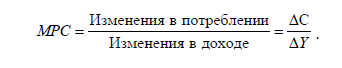 MPC = Изменения в потреблении / Изменения в доходе = ΔC / ΔY .